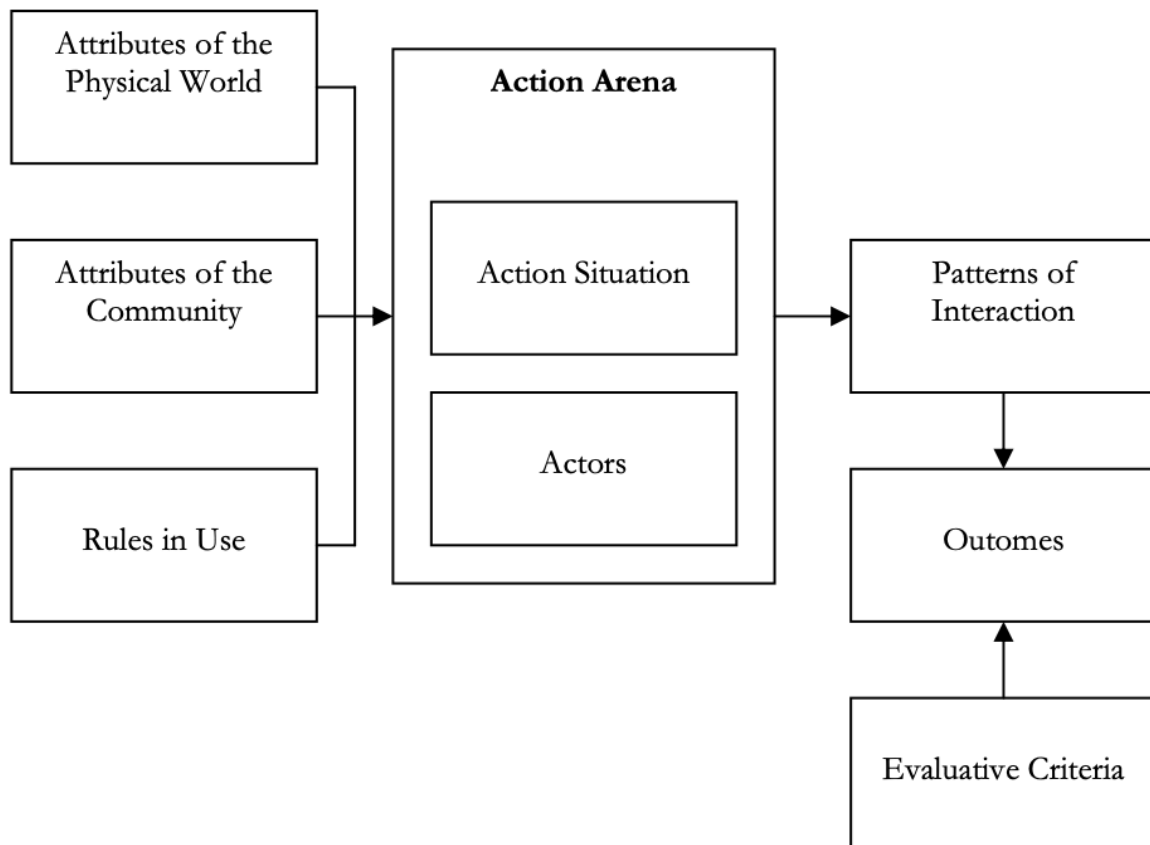 Attributes of the
Physical World
Action Arena
Action Situation
Attributes of the
Community
Patterns of
Interaction
Actors
Rules in Use
Outomes
Evaluative Criteria